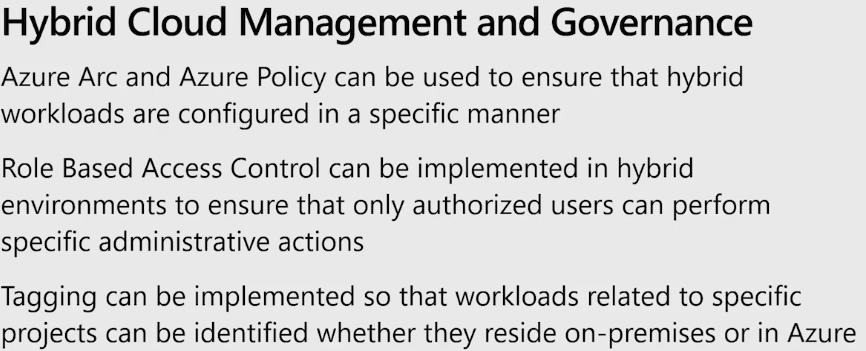 Hybrid Cloud Management and Governance
Azure Arc and Azure Policy can be used to ensure that hybrid
workloads are configured in a specific manner
Role Based Access Control can be implemented in hybrid
environments to ensure that only authorized users can perform
specific administrative actions
Tagging can be implemented so that workloads related to specific
projects can be identified whether they reside on-premises or in Azure